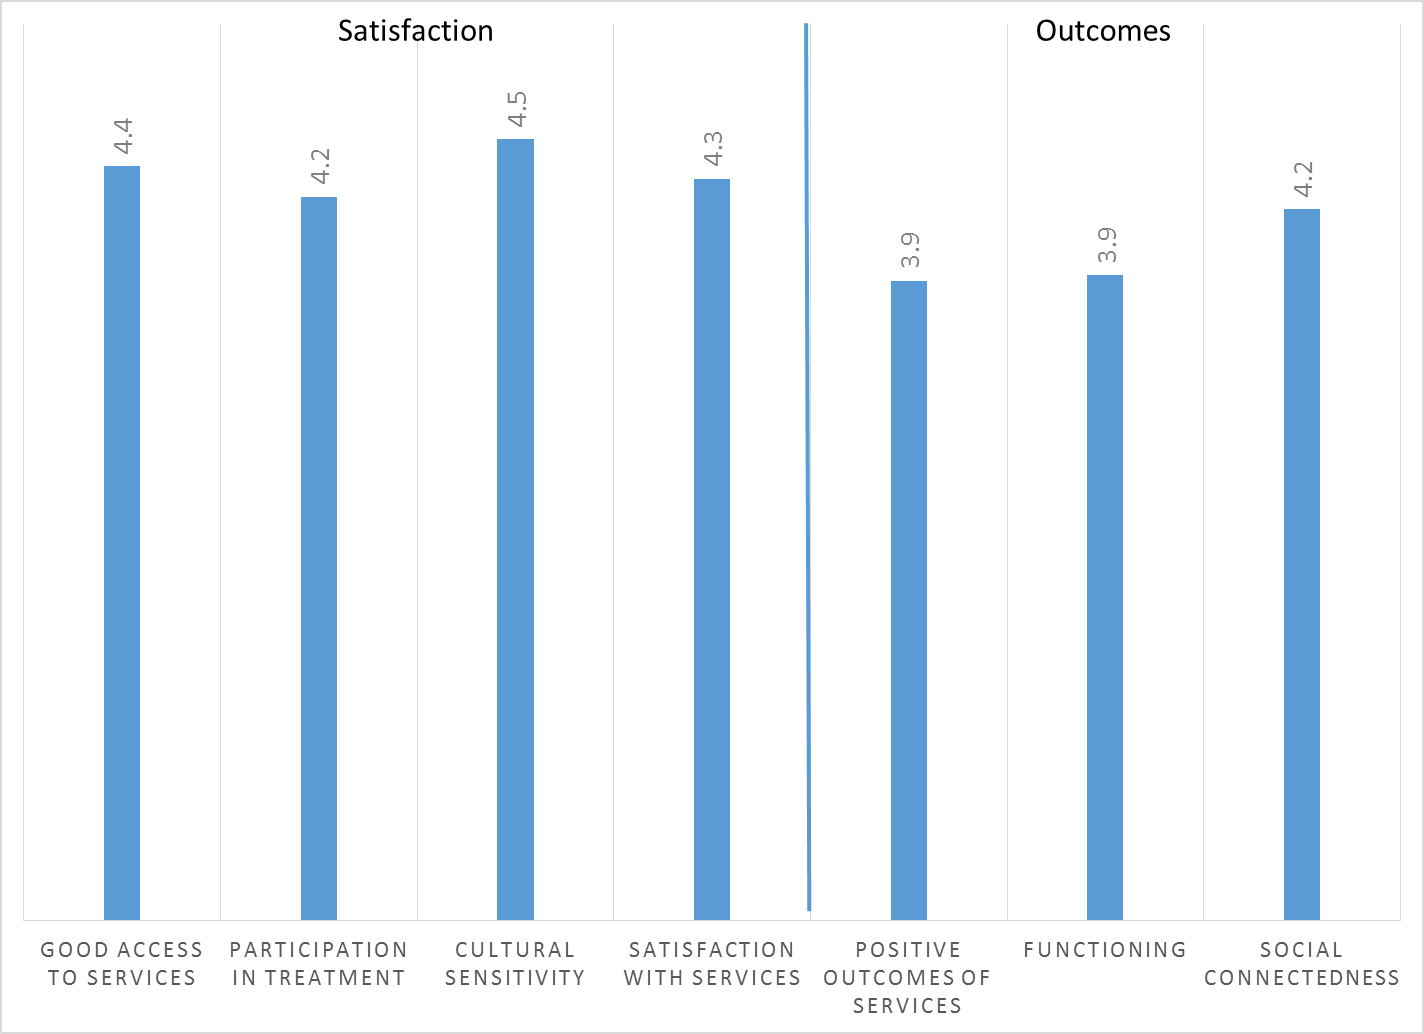 Satisfaction
Outcomes
4.4
4.2
4.5
4.3
3.9
3.9
4.2
GOOD ACCESS
TO SERVICES
PARTICIPATION
IN TREATMENT
CULTURAL
SENSITIVITY
SATISFACTION
WITH SERVICES
POSITIVE
OUTCOMES OF
SERVICES
FUNCTIONING
SOCIAL
CONNECTEDNESS